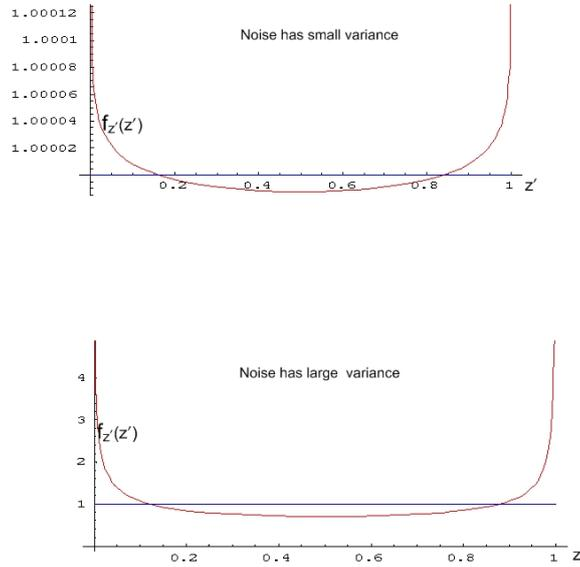 1.00012
Noise has small variance
1.0001
1.00008
1.00006
1.00004
fz′(z′)
1.00002
0.2 0.4 0.6 0.8 1 z′
Noise has large variance
4
3
fz′(z′)
2
1
0.2 0.4 0.6 0.8 1 z